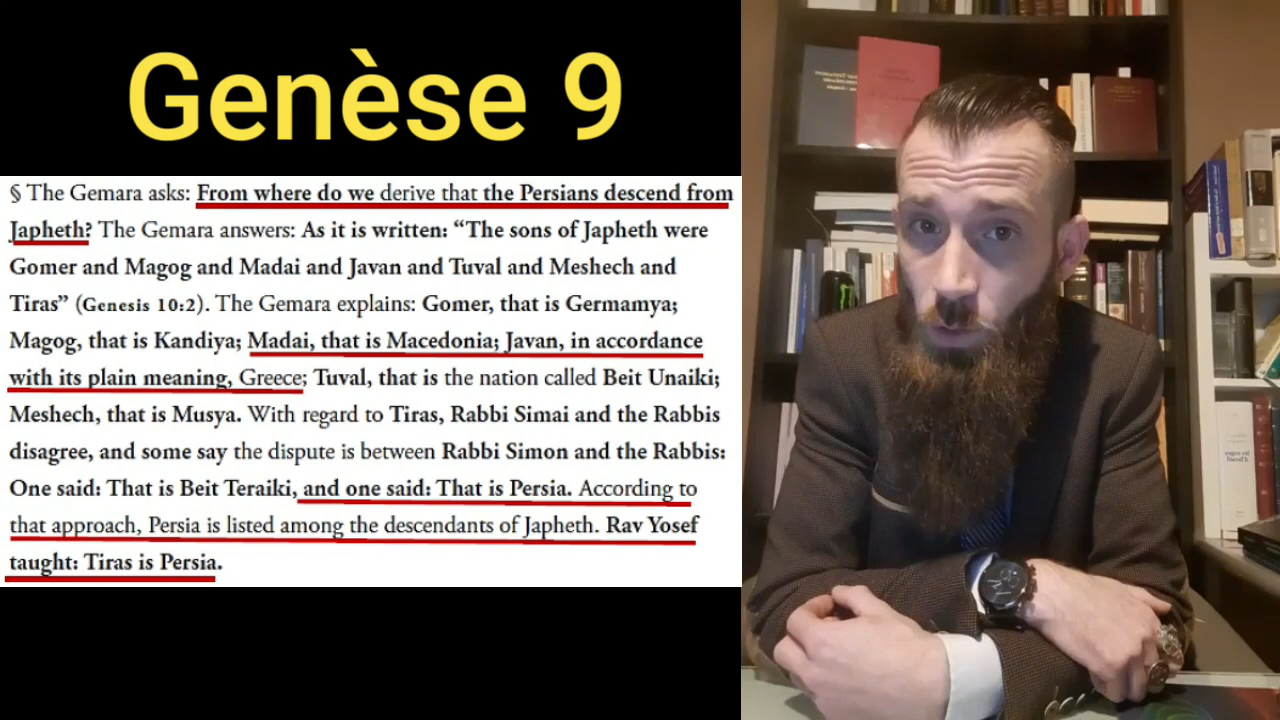 Genèse 9
§ The Gemara asks: From where do we derive that the Persians descend from
Japheth? The Gemara answers: As it is written: “The sons of Japheth were
Gomer and Magog and Madai and Javan and Tuval and Meshech and
Tiras” (Genesis 10:2). The Gemara explains: Gomer, that is Germamya;
Magog, that is Kandiya; Madai, that is Macedonia; Javan, in accordance
with its plain meaning, Greece; Tuval, that is the nation called Beit Unaiki;
Meshech, that is Musya. With regard to Tiras, Rabbi Simai and the Rabbis
disagree, and some say the dispute is between Rabbi Simon and the Rabbis:
One said: That is Beit Teraiki, and one said: That is Persia. According to
that approach, Persia is listed among the descendants of Japheth. Rav Yosef
taught: Tiras is Persia.